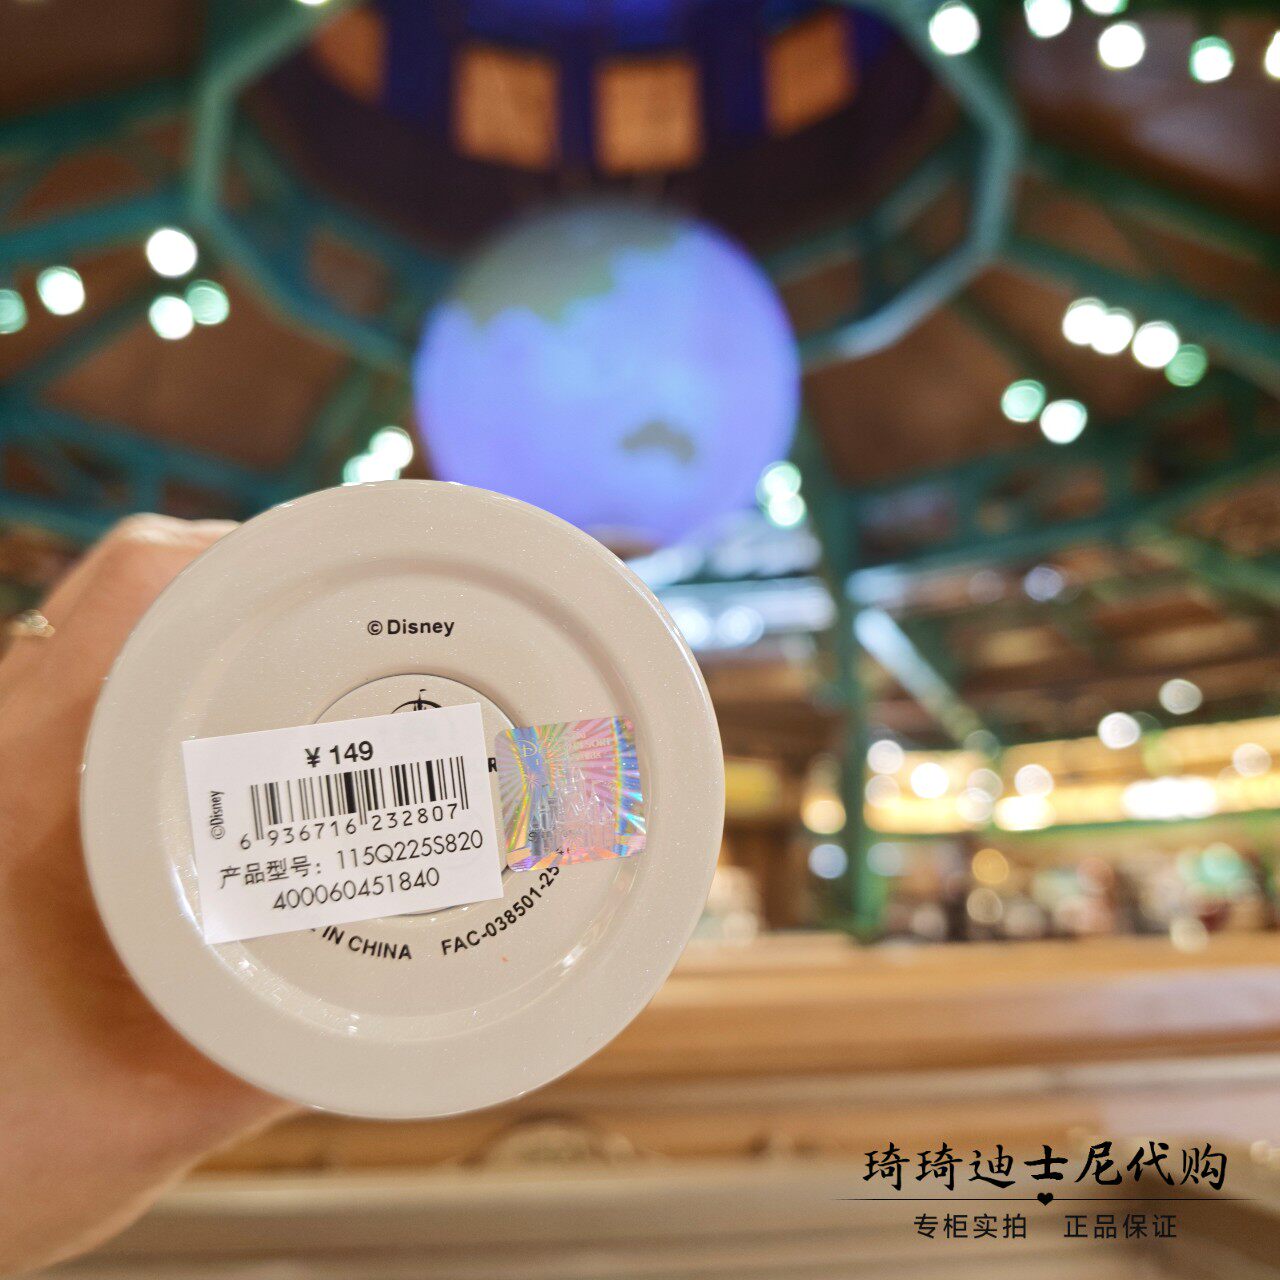 ©Disney
¥ 149
©Disney
6 936716 232807
产品型号: 115Q225S820
400060451840
IN CHINA FAC-038501-25
琦琦迪士尼代购
专柜实拍 正品保证